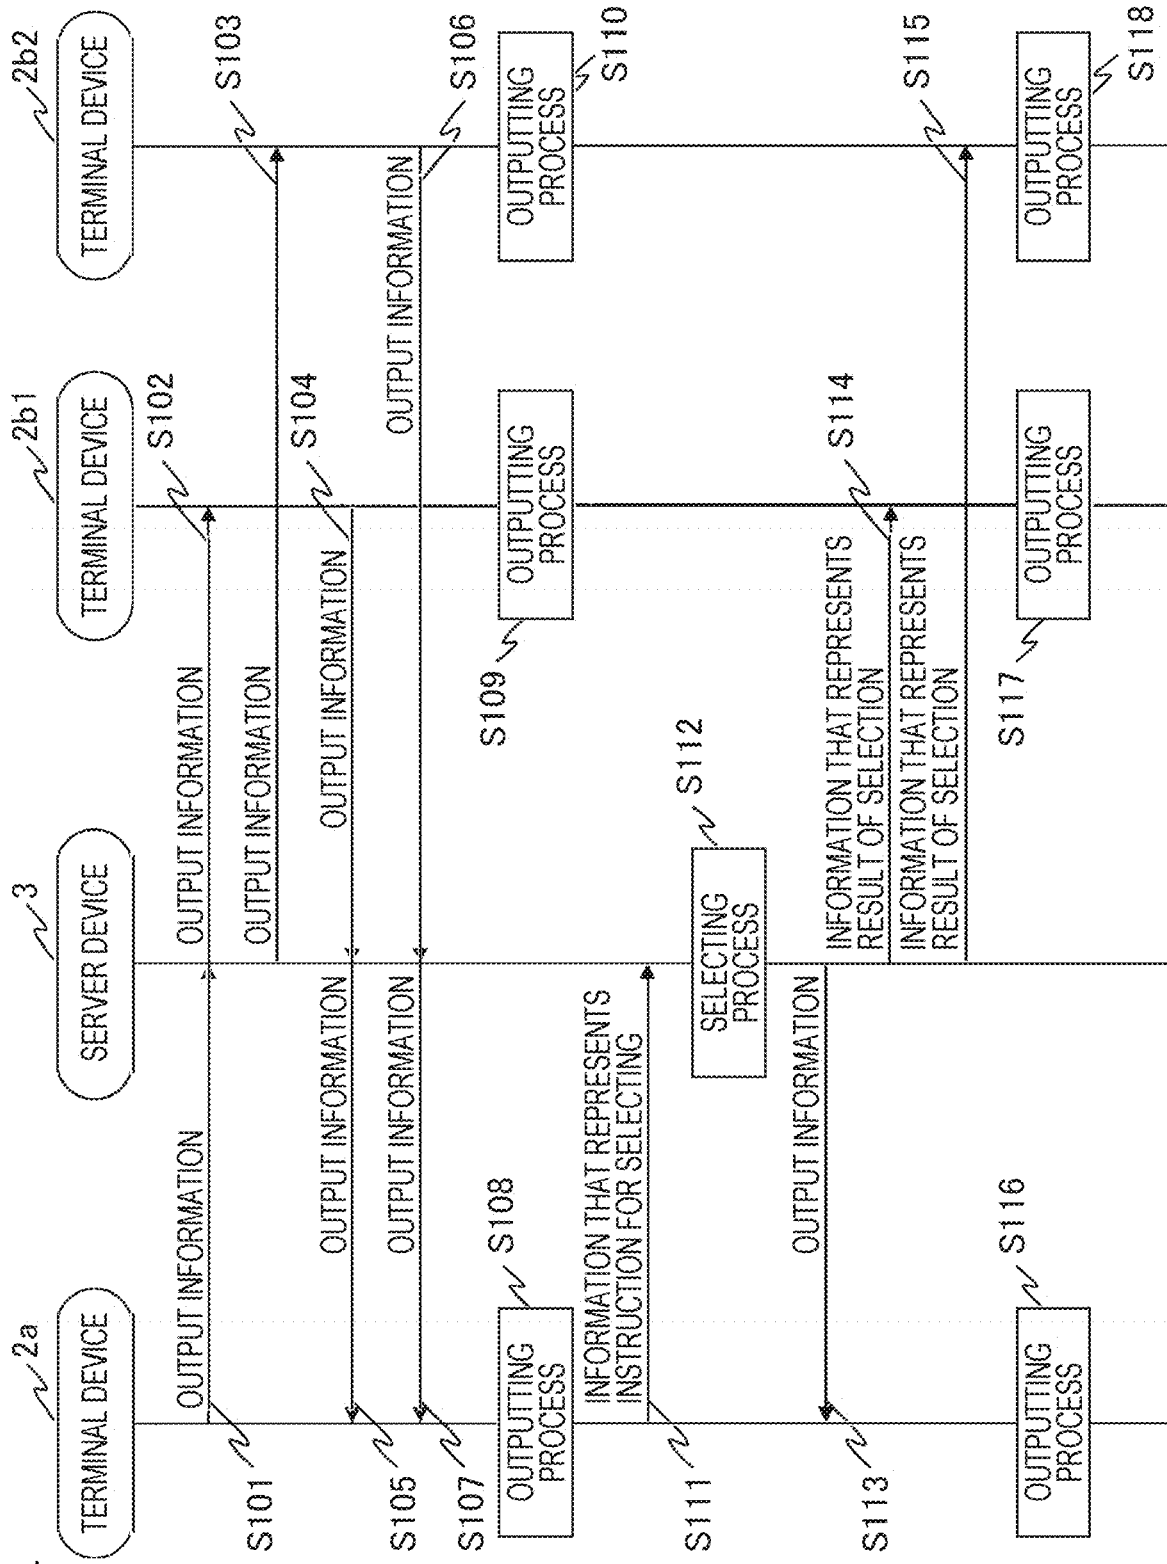 2a
TERMINAL DEVICE
3
SERVER DEVICE
2b1
TERMINAL DEVICE
2b2
TERMINAL DEVICE
OUTPUT INFORMATION
S101
OUTPUT INFORMATION
S102
OUTPUT INFORMATION
S103
OUTPUT INFORMATION
S104
OUTPUT INFORMATION
S105
OUTPUT INFORMATION
S106
OUTPUT INFORMATION
S107
OUTPUTTING
PROCESS
S108
OUTPUTTING
PROCESS
S109
OUTPUTTING
PROCESS
S110
INFORMATION THAT REPRESENTS
INSTRUCTION FOR SELECTING
S111
SELECTING
PROCESS
S112
OUTPUT INFORMATION
S113
INFORMATION THAT REPRESENTS
RESULT OF SELECTION
S114
INFORMATION THAT REPRESENTS
RESULT OF SELECTION
S115
OUTPUTTING
PROCESS
S116
OUTPUTTING
PROCESS
S117
OUTPUTTING
PROCESS
S118